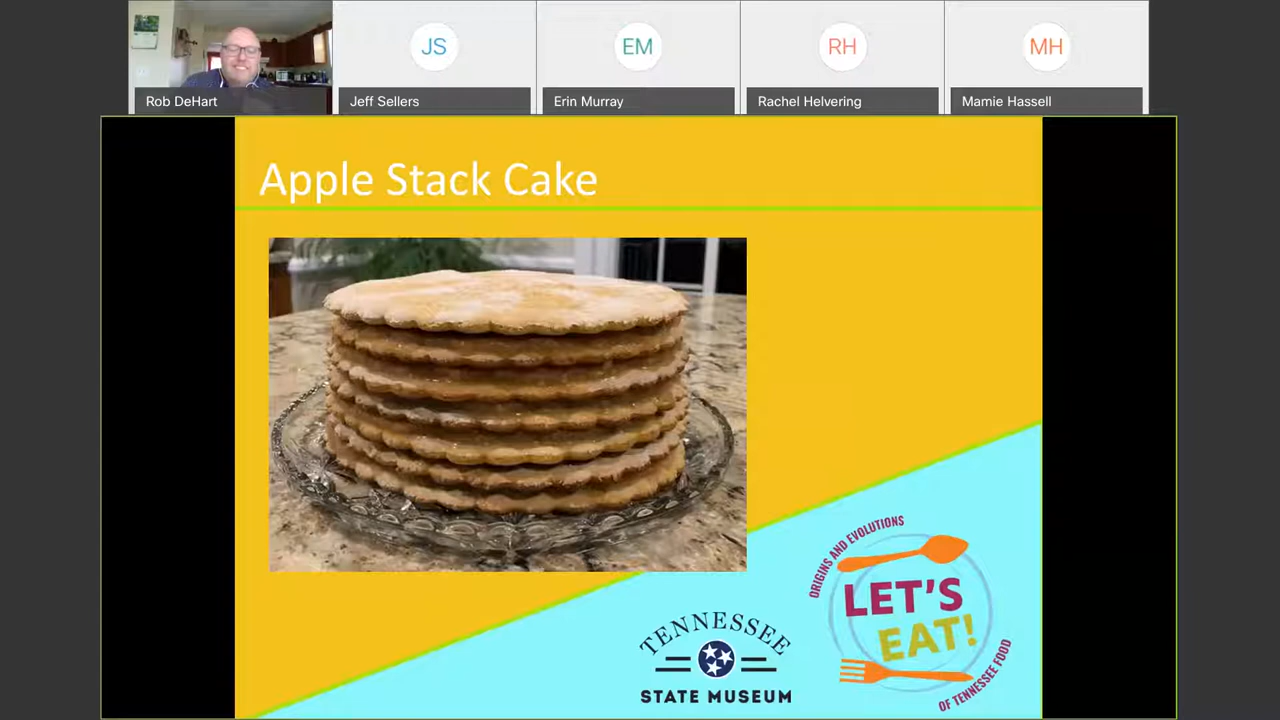 JS
EM
RH
MH
Rob DeHart
Jeff Sellers
Erin Murray
Rachel Helvering
Mamie Hassell
Apple Stack Cake
ORIGINS AND EVOLUTIONS
LET'S
EAT!
OF TENNESSEE FOOD
TENNESSEE
STATE MUSEUM